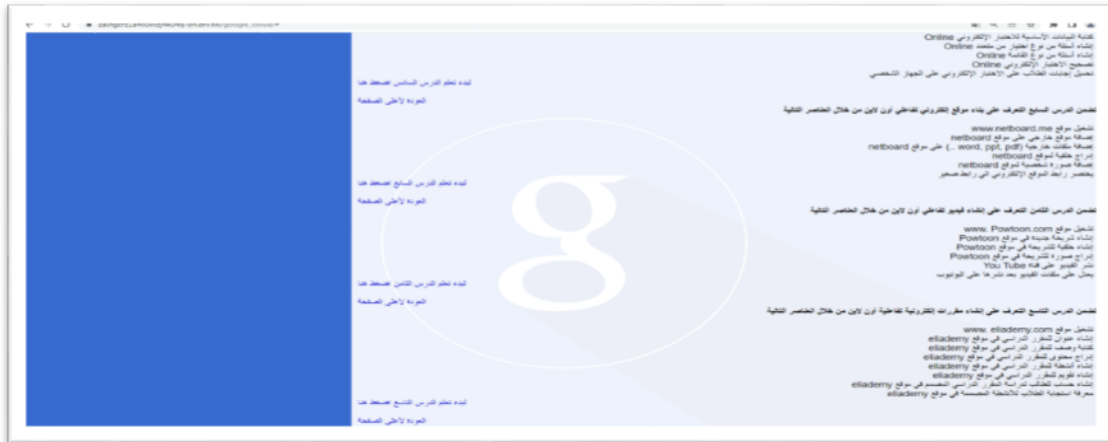 كتابة البيانات الأساسية للاختبار الإلكتروني Online
إنشاء أسئلة من نوع اختيار من متعدد Online
إنشاء أسئلة من نوع القائمة Online
تصحيح الاختبار الإلكتروني Online
تحميل إجابات الطلاب على الاختبار الإلكتروني على الجهاز الشخصي
لبدء تعلم الدرس السادس اضغط هنا
العودة لأعلى الصفحة
تضمن الدرس السابع التعرف على بناء موقع إلكتروني تفاعلي أون لاين من خلال العناصر التالية
تشغيل موقع www.netboard.me
إضافة موقع خارجي على موقع netboard
إضافة ملفات خارجية (word, ppt, pdf ..) على موقع netboard
إدراج خلفية لموقع netboard
إضافة صورة شخصية لموقع netboard
يختصر رابط الموقع الإلكتروني الي رابط صغير
لبدء تعلم الدرس السابع اضغط هنا
العودة لأعلى الصفحة
تضمن الدرس الثامن التعرف على إنشاء فيديو تفاعلي أون لاين من خلال العناصر التالية
تشغيل موقع www. Powtoon.com
إنشاء شريحة جديدة في موقع Powtoon
إنشاء خلفية للشريحة في موقع Powtoon
إدراج صورة للشريحة في موقع Powtoon
نشر الفيديو على قناة You Tube
يعدل على ملفات الفيديو بعد نشرها على اليوتيوب
لبدء تعلم الدرس الثامن اضغط هنا
العودة لأعلى الصفحة
تضمن الدرس التاسع التعرف على إنشاء مقررات إلكترونية تفاعلية أون لاين من خلال العناصر التالية
تشغيل موقع www. eliademy.com
إنشاء عنوان للمقرر الدراسي في موقع eliademy
كتابة وصف للمقرر الدراسي في موقع eliademy
إدراج محتوى للمقرر الدراسي في موقع eliademy
إنشاء أنشطة للمقرر الدراسي في موقع eliademy
إنشاء تقويم للمقرر الدراسي في موقع eliademy
إنشاء حساب للطالب لدراسة المقرر الدراسي المصمم في موقع eliademy
معرفة استجابة الطلاب للأنشطة المصممة في موقع eliademy
لبدء تعلم الدرس التاسع اضغط هنا
العودة لأعلى الصفحة